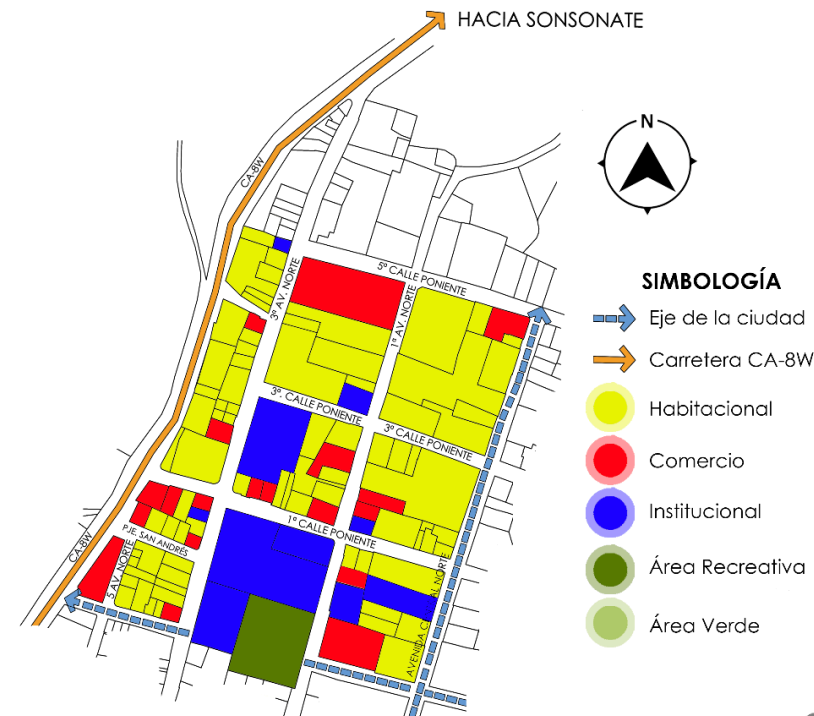 HACIA SONSONATE
N
CA-8W
5ª CALLE PONIENTE
3ª AV. NORTE
1ª AV. NORTE
3ª. CALLE PONIENTE
3ª CALLE PONIENTE
1ª CALLE PONIENTE
PJE. SAN ANDRÉS
CA-8W
5 AV. NORTE
AVENIDA NORTE
SIMBOLOGÍA
Eje de la ciudad
Carretera CA-8W
Habitacional
Comercio
Institucional
Área Recreativa
Área Verde